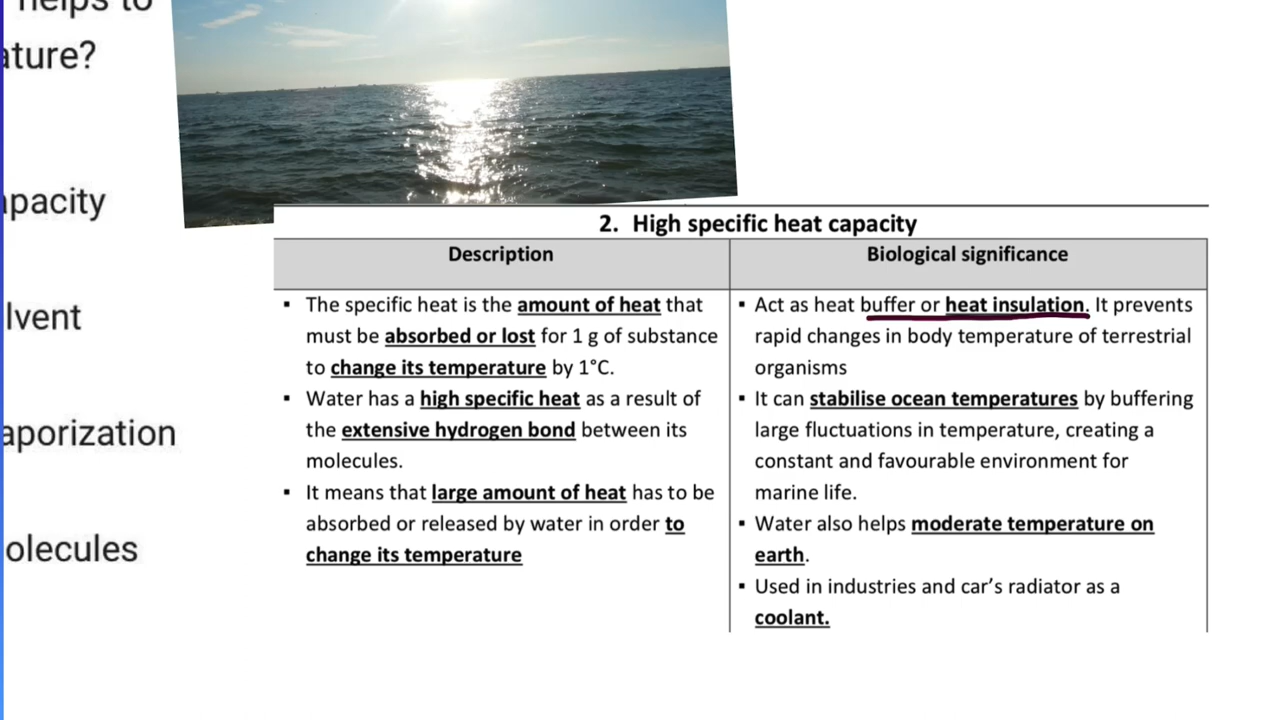 helps to
ature?
apacity
lvent
aporization
olecules
2. High specific heat capacity
Description
▪ The specific heat is the amount of heat that
must be absorbed or lost for 1 g of substance
to change its temperature by 1°C.
▪ Water has a high specific heat as a result of
the extensive hydrogen bond between its
molecules.
▪ It means that large amount of heat has to be
absorbed or released by water in order to
change its temperature
Biological significance
▪ Act as heat buffer or heat insulation. It prevents
rapid changes in body temperature of terrestrial
organisms
▪ It can stabilise ocean temperatures by buffering
large fluctuations in temperature, creating a
constant and favourable environment for
marine life.
▪ Water also helps moderate temperature on
earth.
▪ Used in industries and car’s radiator as a
coolant.